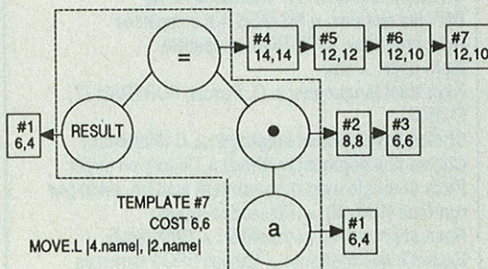 =
#4 #5 #6 #7
14,14 12,12 12,10 12,10
#1
6,4
RESULT
•
#2 #3
8,8 6,6
TEMPLATE #7
COST 6,6
MOVE.L |4.name|, |2.name|
a
#1
6,4